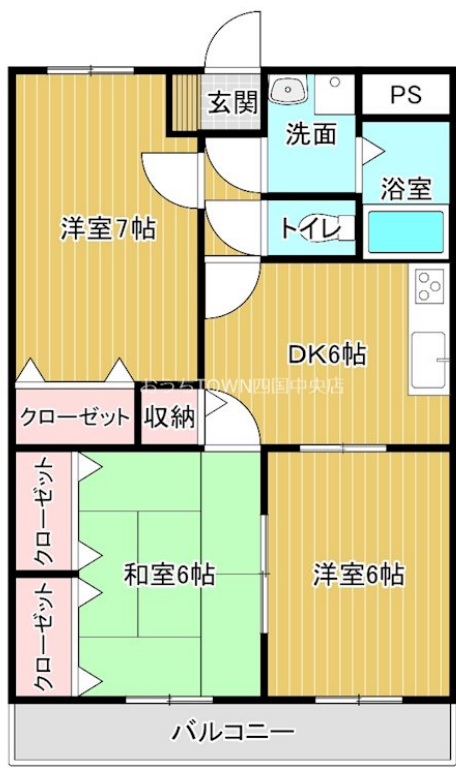 玄関
PS
洗面
浴室
洋室7帖
トイレ
DK6帖
おうちTOWN四国中央店
クローゼット
収納
クローゼット
和室6帖
洋室6帖
クローゼット
バルコニー